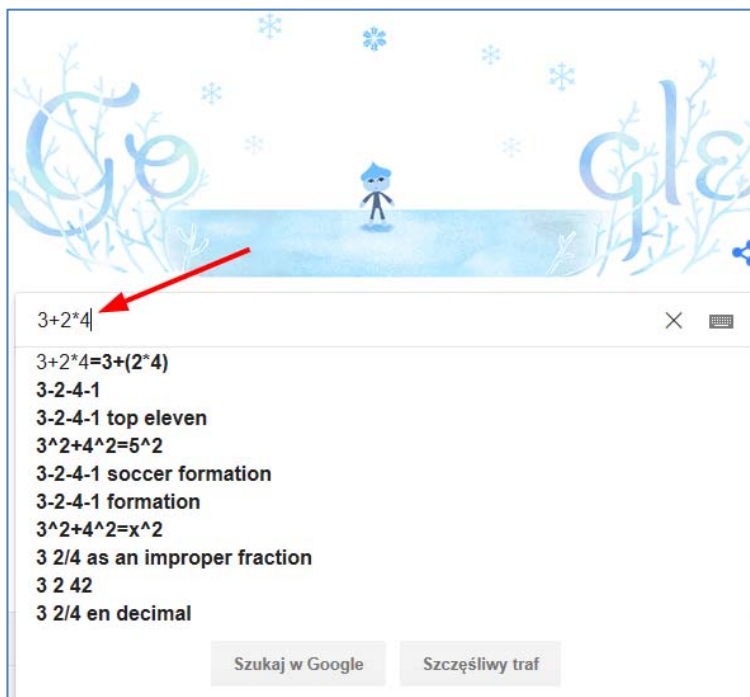 Google
3+2*4
3+2*4=3+(2*4)
3-2-4-1
3-2-4-1 top eleven
3^2+4^2=5^2
3-2-4-1 soccer formation
3-2-4-1 formation
3^2+4^2=x^2
3 2/4 as an improper fraction
3 2 42
3 2/4 en decimal
Szukaj w Google Szczęśliwy traf